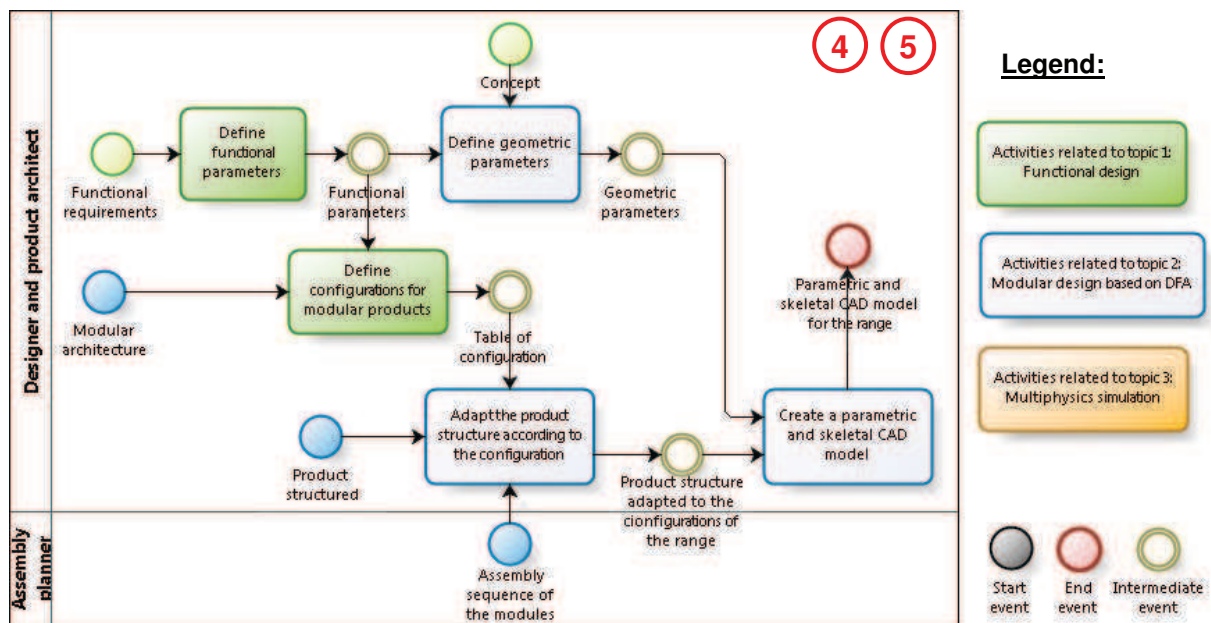 Designer and product architect
Assembly
planner
4
5
Concept
Define
functional
parameters
Define geometric
parameters
Functional
requirements
Functional
parameters
Geometric
parameters
Define
configurations for
modular products
Modular
architecture
Table of
configuration
Parametric and
skeletal CAD model
for the range
Adapt the product
structure according to
the configuration
Create a parametric
and skeletal CAD
model
Product
structured
Product structure
adapted to the
cionfigurations of
the range
Assembly
sequence of
the modules
Legend:
Activities related to topic 1:
Functional design
Activities related to topic 2:
Modular design based on DFA
Activities related to topic 3:
Multiphysics simulation
Start
event
End
event
Intermediate
event